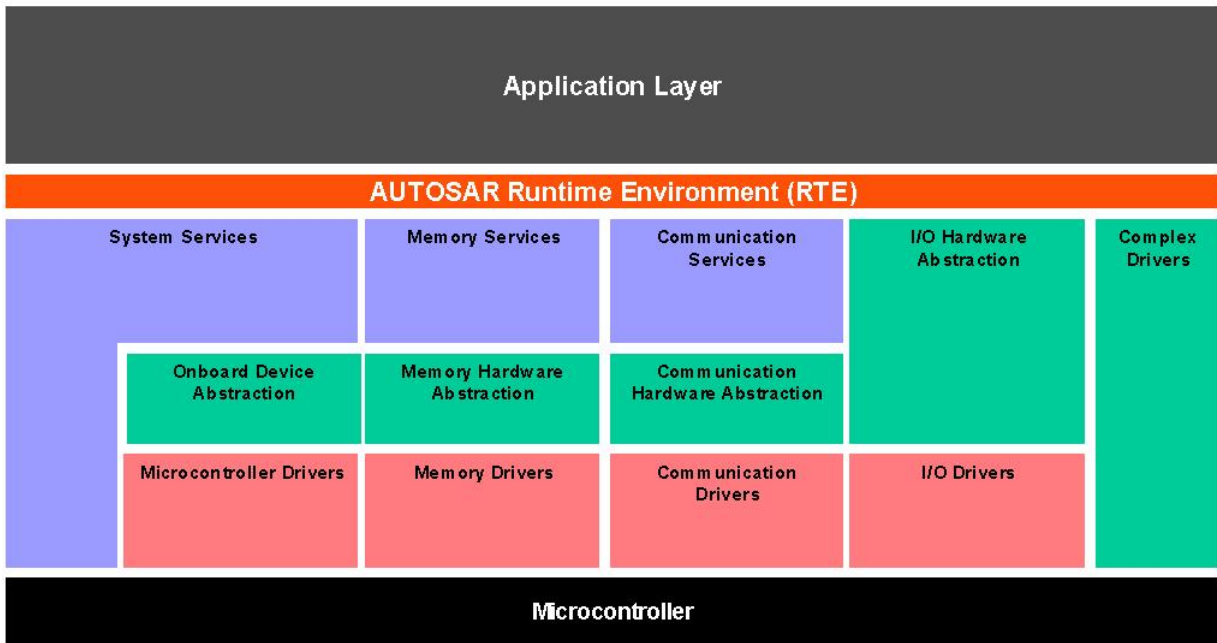 Application Layer
AUTOSAR Runtime Environment (RTE)
System Services
Memory Services
Communication
Services
I/O Hardware
Abstraction
Complex
Drivers
Onboard Device
Abstraction
Memory Hardware
Abstraction
Communication
Hardware Abstraction
Microcontroller Drivers
Memory Drivers
Communication
Drivers
I/O Drivers
Microcontroller